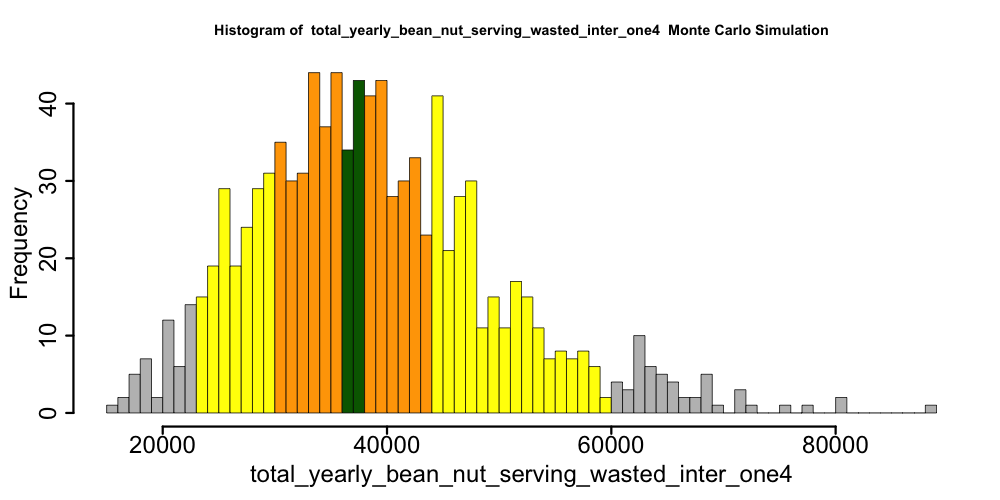 Histogram of  total_yearly_bean_nut_serving_wasted_inter_one4  Monte Carlo Simulation
Frequency
40
30
20
10
0
20000 40000 60000 80000
total_yearly_bean_nut_serving_wasted_inter_one4